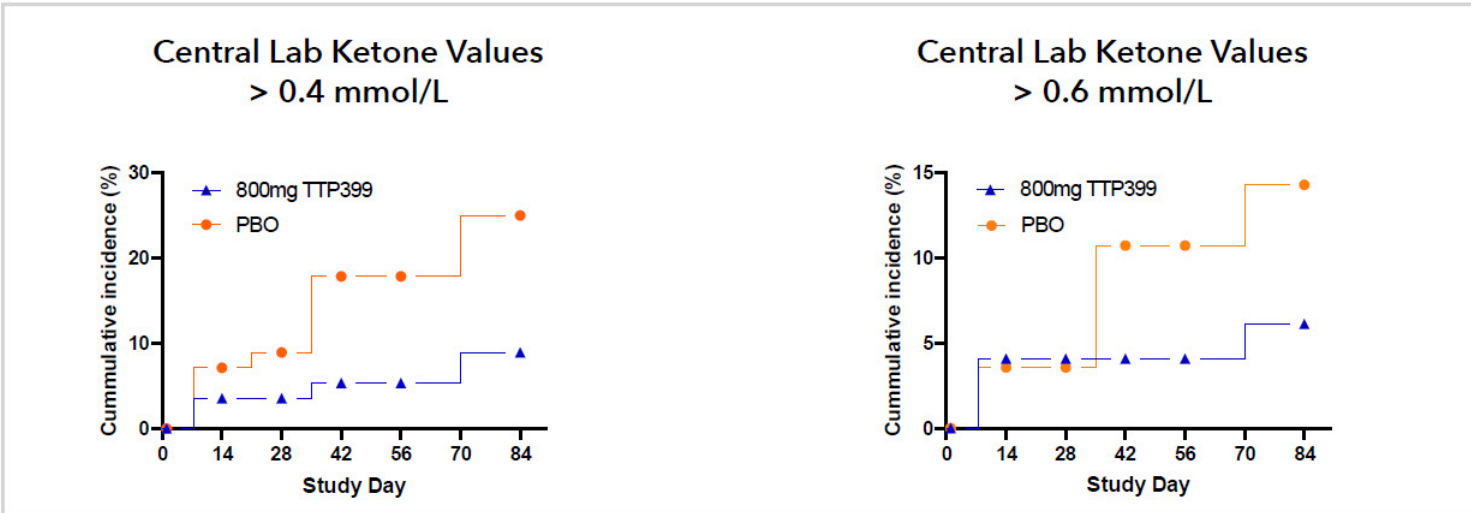 Central Lab Ketone Values
> 0.4 mmol/L
Cummulative incidence (%)
30
20
10
0
800mg TTP399
PBO
0 14 28 42 56 70 84
Study Day
Central Lab Ketone Values
> 0.6 mmol/L
Cummulative incidence (%)
15
10
5
0
800mg TTP399
PBO
0 14 28 42 56 70 84
Study Day